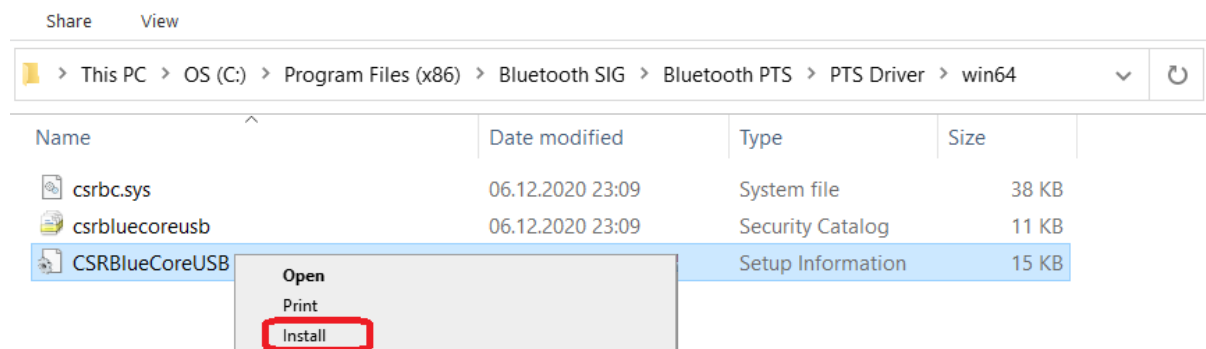 Share View
This PC > OS (C:) > Program Files (x86) > Bluetooth SIG > Bluetooth PTS > PTS Driver > win64
Name Date modified Type Size
csrbc.sys 06.12.2020 23:09 System file 38 KB
csrbluecoreusb 06.12.2020 23:09 Security Catalog 11 KB
CSRBlueCoreUSB Setup Information 15 KB
Open
Print
Install